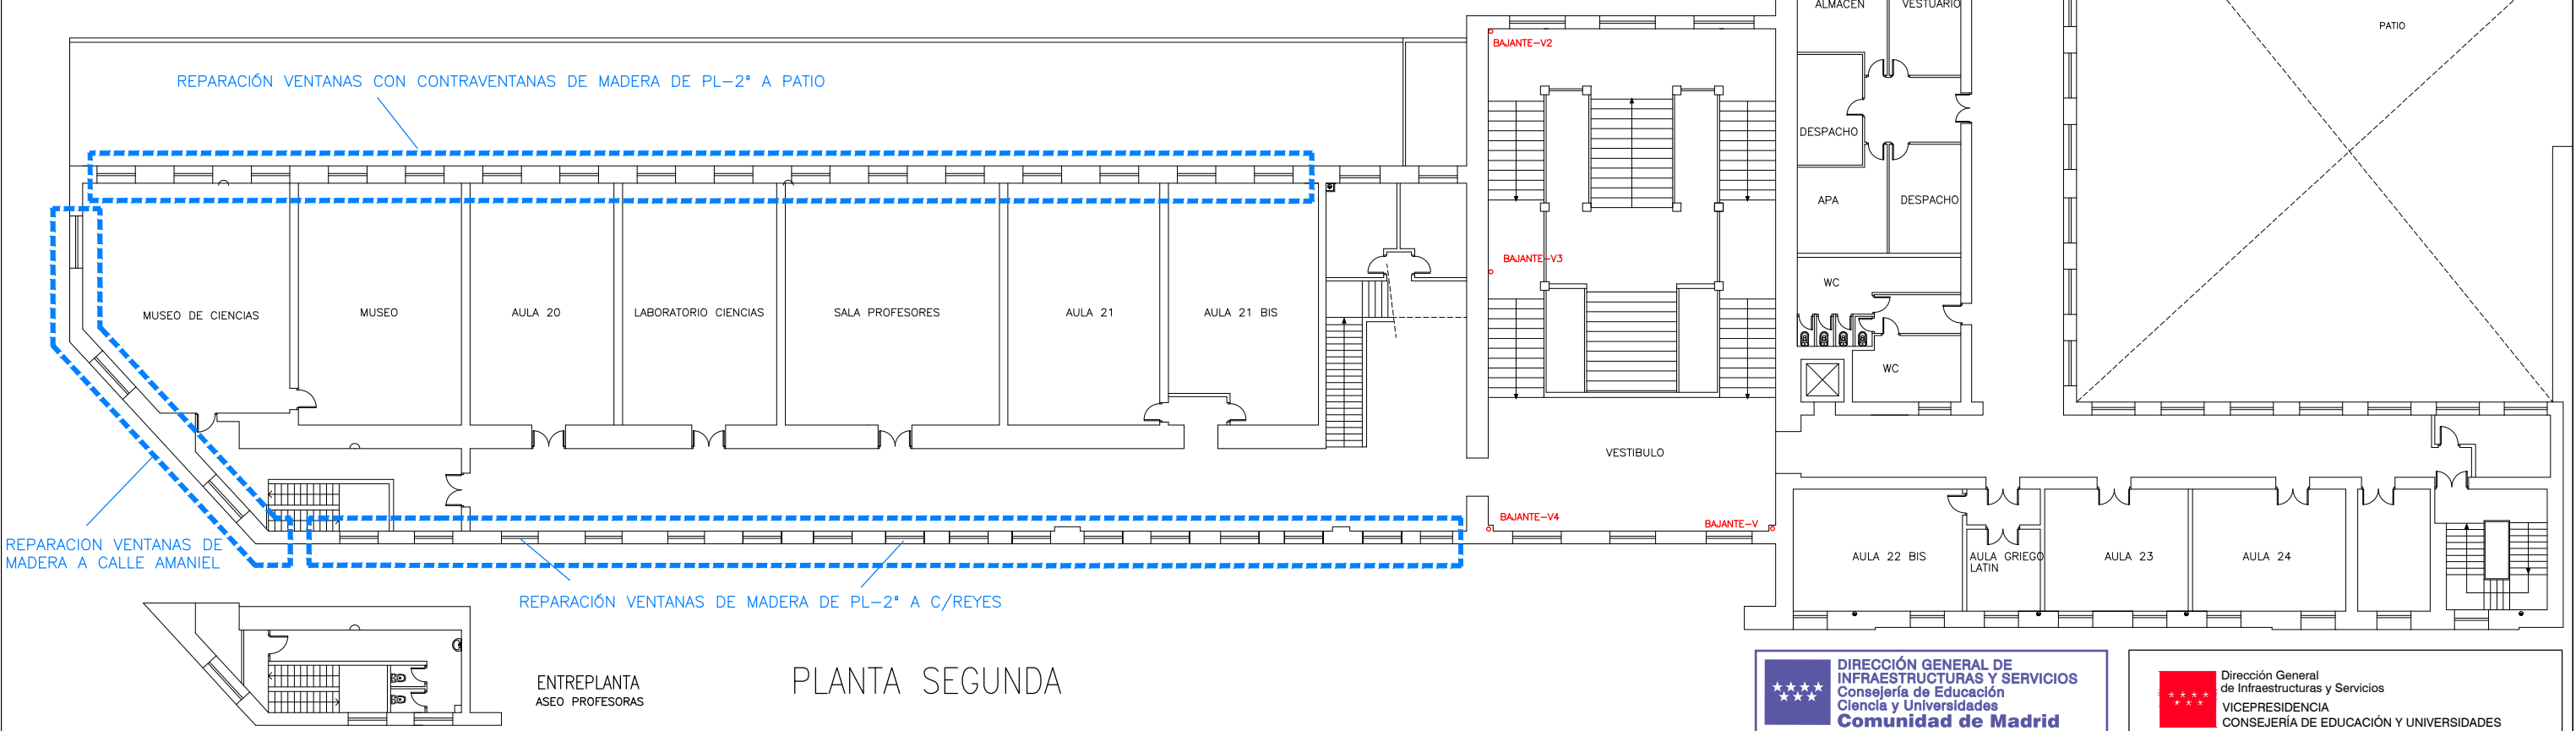 ALMACEN
VESTUARIO
PATIO
BAJANTE-V2
REPARACIÓN VENTANAS CON CONTRAVENTANAS DE MADERA DE PL-2ª A PATIO
DESPACHO
APA
DESPACHO
BAJANTE-V3
WC
MUSEO DE CIENCIAS
MUSEO
AULA 20
LABORATORIO CIENCIAS
SALA PROFESORES
AULA 21
AULA 21 BIS
WC
VESTIBULO
BAJANTE-V4
BAJANTE-V
REPARACION VENTANAS DE
MADERA A CALLE AMANIEL
AULA 22 BIS
AULA GRIEGO
LATIN
AULA 23
AULA 24
REPARACIÓN VENTANAS DE MADERA DE PL-2ª A C/REYES
ENTREPLANTA
ASEO PROFESORAS
PLANTA SEGUNDA
DIRECCIÓN GENERAL DE
INFRAESTRUCTURAS Y SERVICIOS
Consejería de Educación
Ciencia y Universidades
Comunidad de Madrid
Dirección General
de Infraestructuras y Servicios
VICEPRESIDENCIA
CONSEJERÍA DE EDUCACIÓN Y UNIVERSIDADES